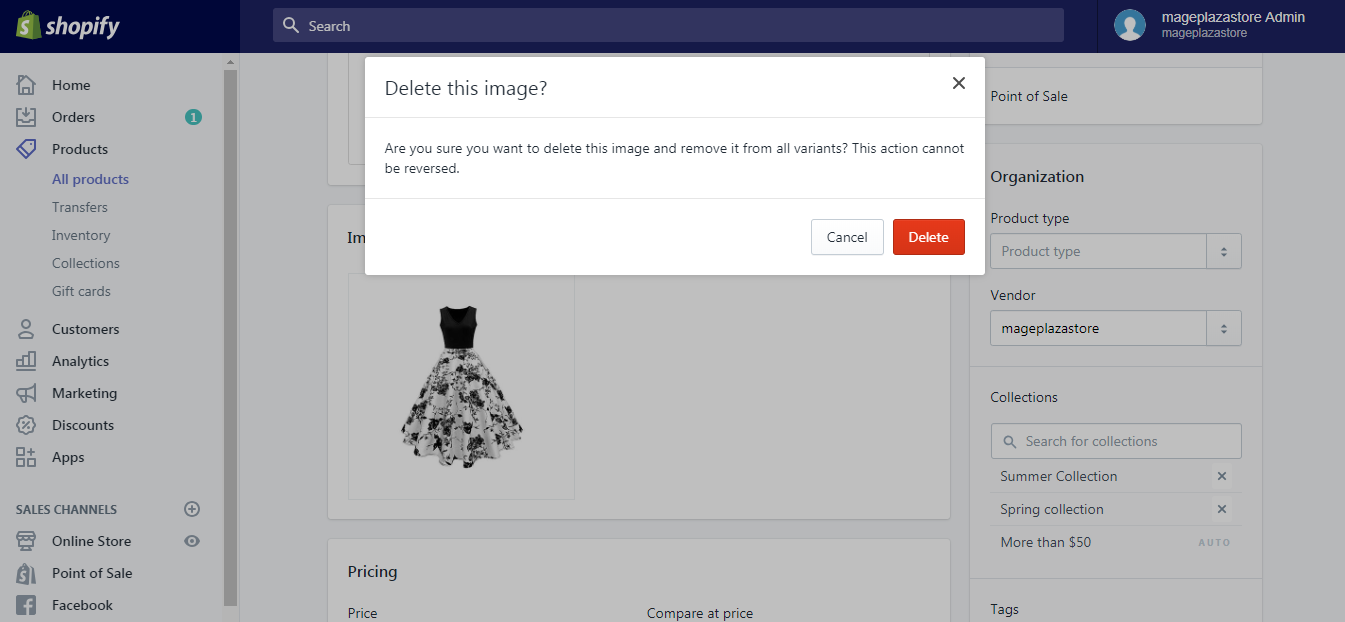 shopify
Search
mageplazastore Admin
mageplazastore
Home
Orders
1
Products
All products
Transfers
Inventory
Collections
Gift cards
Customers
Analytics
Marketing
Discounts
Apps
SALES CHANNELS
Online Store
Point of Sale
Facebook
Delete this image?
Are you sure you want to delete this image and remove it from all variants? This action cannot
be reversed.
Cancel
Delete
Im
Pricing
Price
Compare at price
Point of Sale
Organization
Product type
Product type
Vendor
mageplazastore
Collections
Search for collections
Summer Collection
Spring collection
More than $50
AUTO
Tags